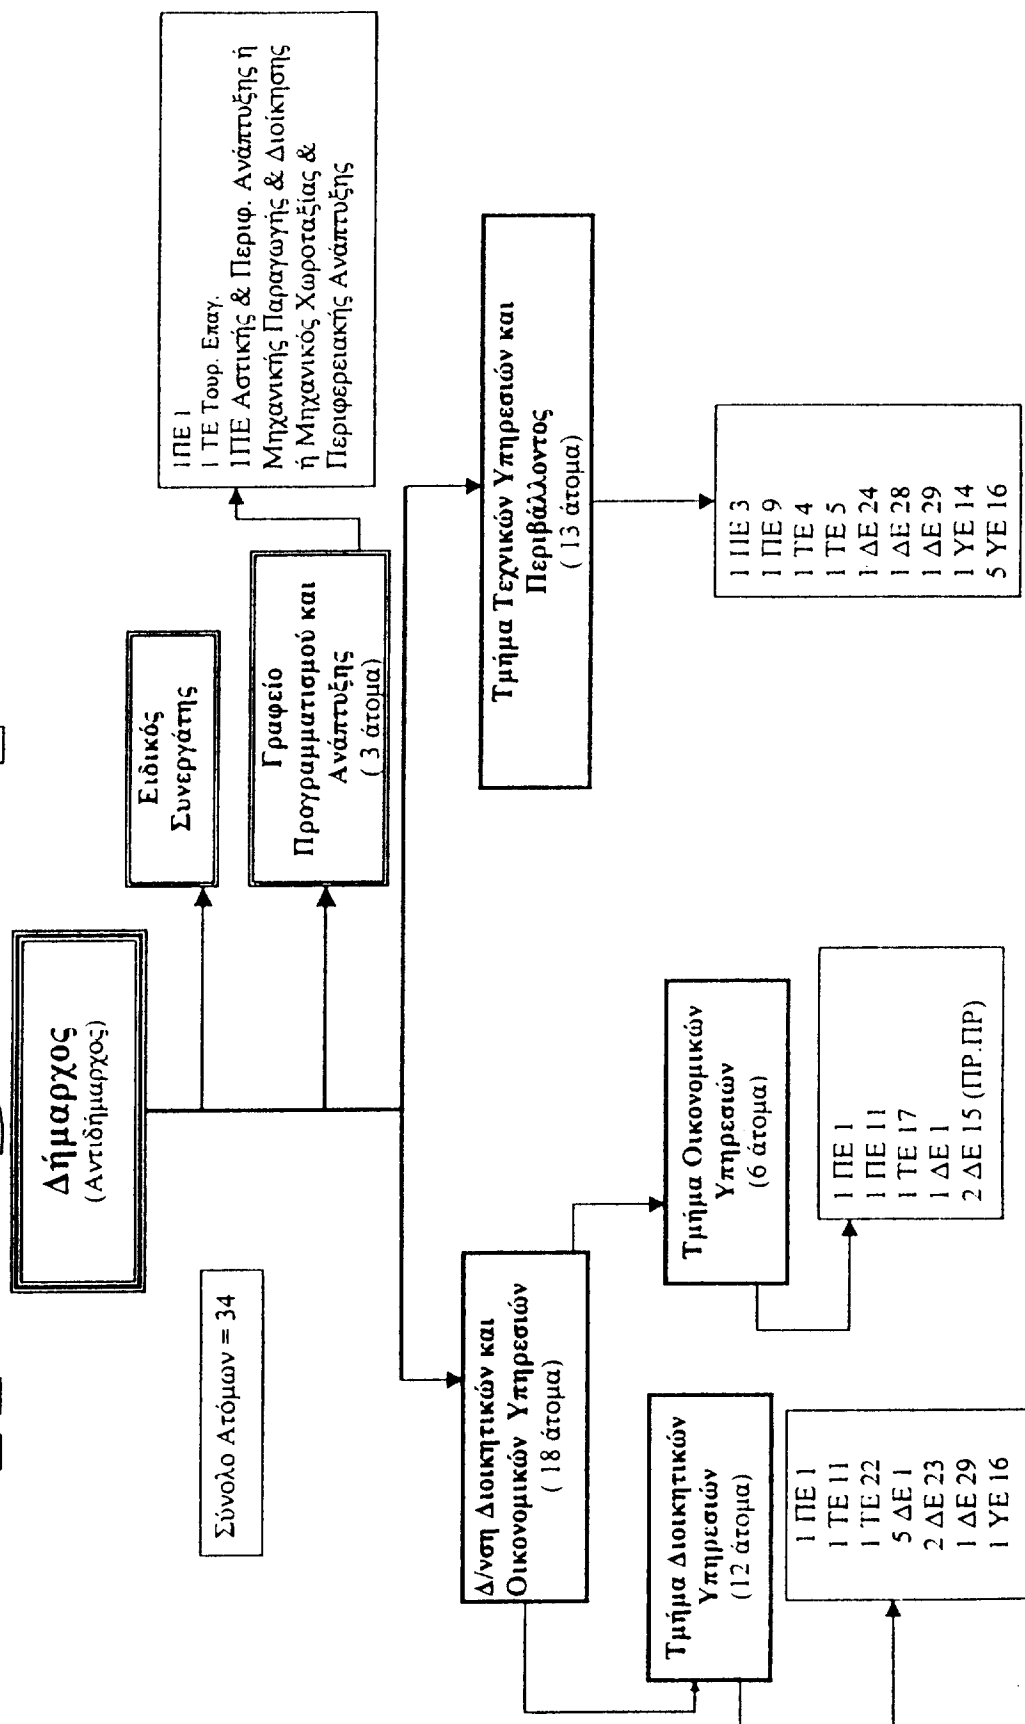 Δήμαρχος
(Αντιδήμαρχος)
Σύνολο Ατόμων = 34
Ειδικός
Συνεργάτης
Γραφείο
Προγραμματισμού και
Ανάπτυξης
( 3 άτομα)
1ΠΕ 1
1 ΤΕ Τουρ. Επαγ.
1ΠΕ Αστικής & Περιφ. Ανάπτυξης ή
Μηχανικής Παραγωγής & Διοίκησης
ή Μηχανικός Χωροταξίας &
Περιφερειακής Ανάπτυξης
Δ/νση Διοικητικών και
Οικονομικών Υπηρεσιών
( 18 άτομα)
Τμήμα Τεχνικών Υπηρεσιών και
Περιβάλλοντος
( 13 άτομα)
Τμήμα Διοικητικών
Υπηρεσιών
(12 άτομα)
Τμήμα Οικονομικών
Υπηρεσιών
(6 άτομα)
1 ΠΕ 1
1 ΤΕ 11
1 ΤΕ 22
5 ΔΕ 1
2 ΔΕ 23
1 ΔΕ 29
1 ΥΕ 16
1 ΠΕ 1
1 ΠΕ 11
1 ΤΕ 17
1 ΔΕ 1
2 ΔΕ 15 (ΠΡ.ΠΡ)
1 ΠΕ 3
1 ΠΕ 9
1 ΤΕ 4
1 ΤΕ 5
1 ΔΕ 24
1 ΔΕ 28
1 ΔΕ 29
1 ΥΕ 14
5 ΥΕ 16